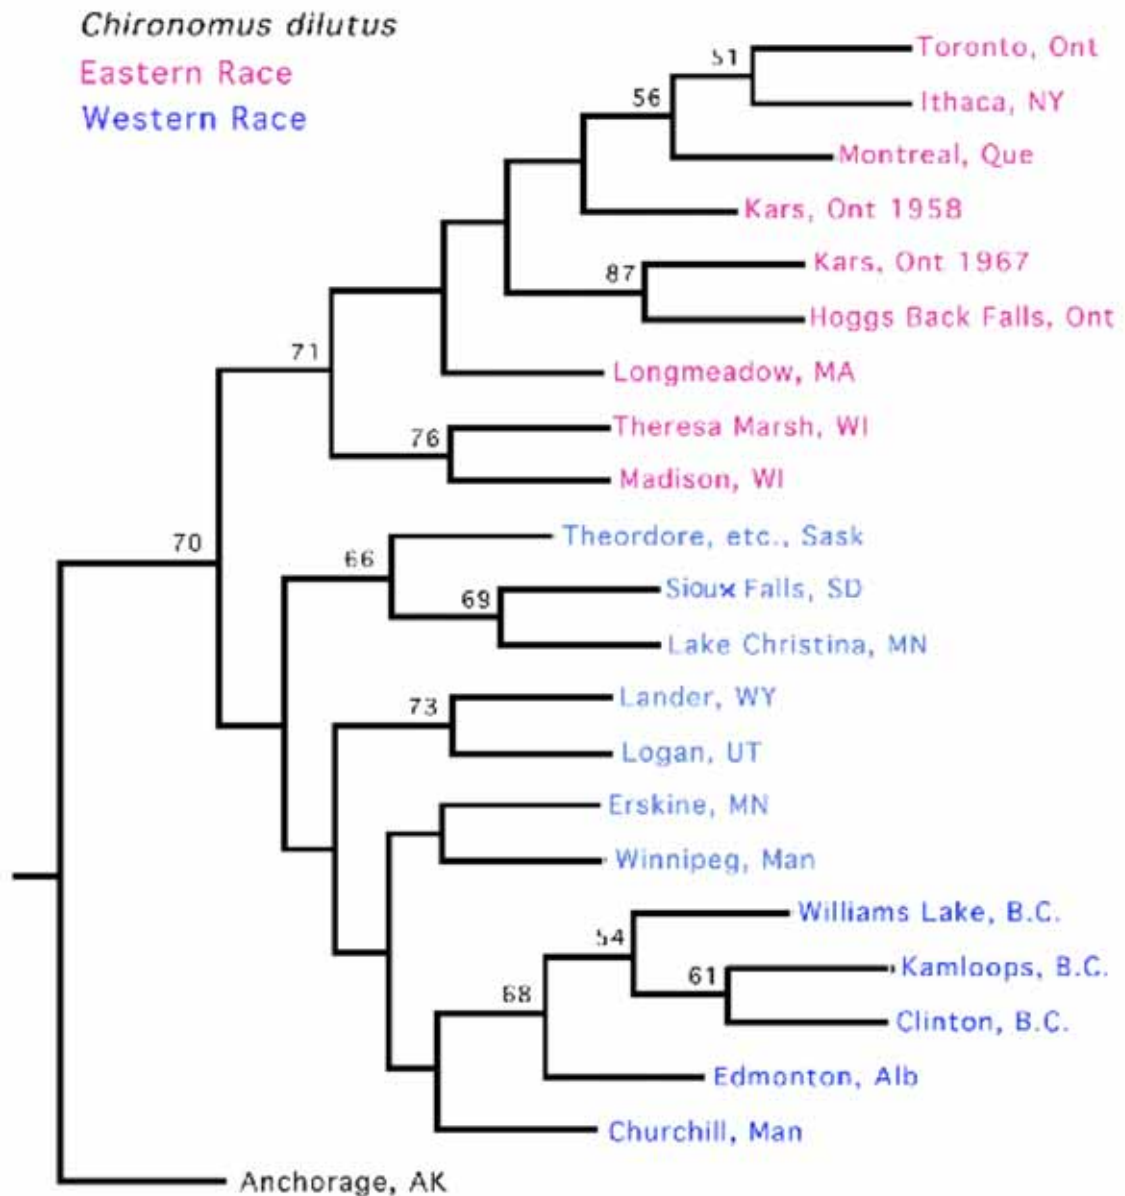 Chironomus dilutus
Eastern Race
Western Race
51
Toronto, Ont
Ithaca, NY
56
Montreal, Que
Kars, Ont 1958
87
Kars, Ont 1967
Hoggs Back Falls, Ont
71
Longmeadow, MA
76
Theresa Marsh, WI
Madison, WI
70
66
Theordore, etc., Sask
69
Sioux Falls, SD
Lake Christina, MN
73
Lander, WY
Logan, UT
Erskine, MN
Winnipeg, Man
54
Williams Lake, B.C.
61
Kamloops, B.C.
68
Clinton, B.C.
Edmonton, Alb
Churchill, Man
Anchorage, AK